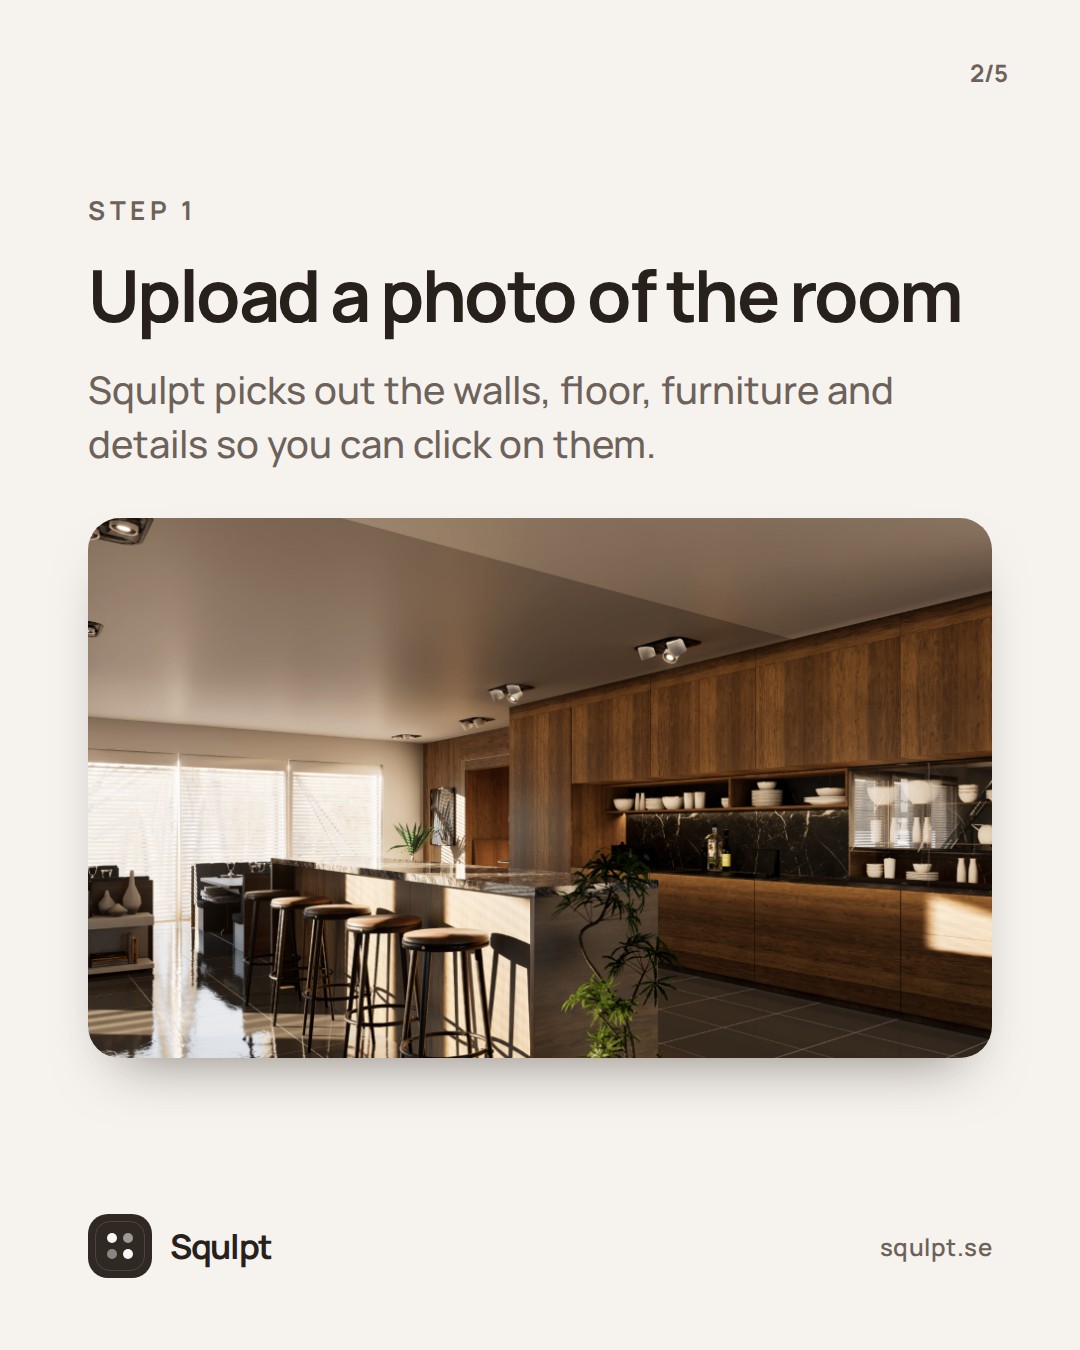 2/5
STEP 1
Upload a photo of the room
Squlpt picks out the walls, floor, furniture and
details so you can click on them.
Squlpt
squlpt.se